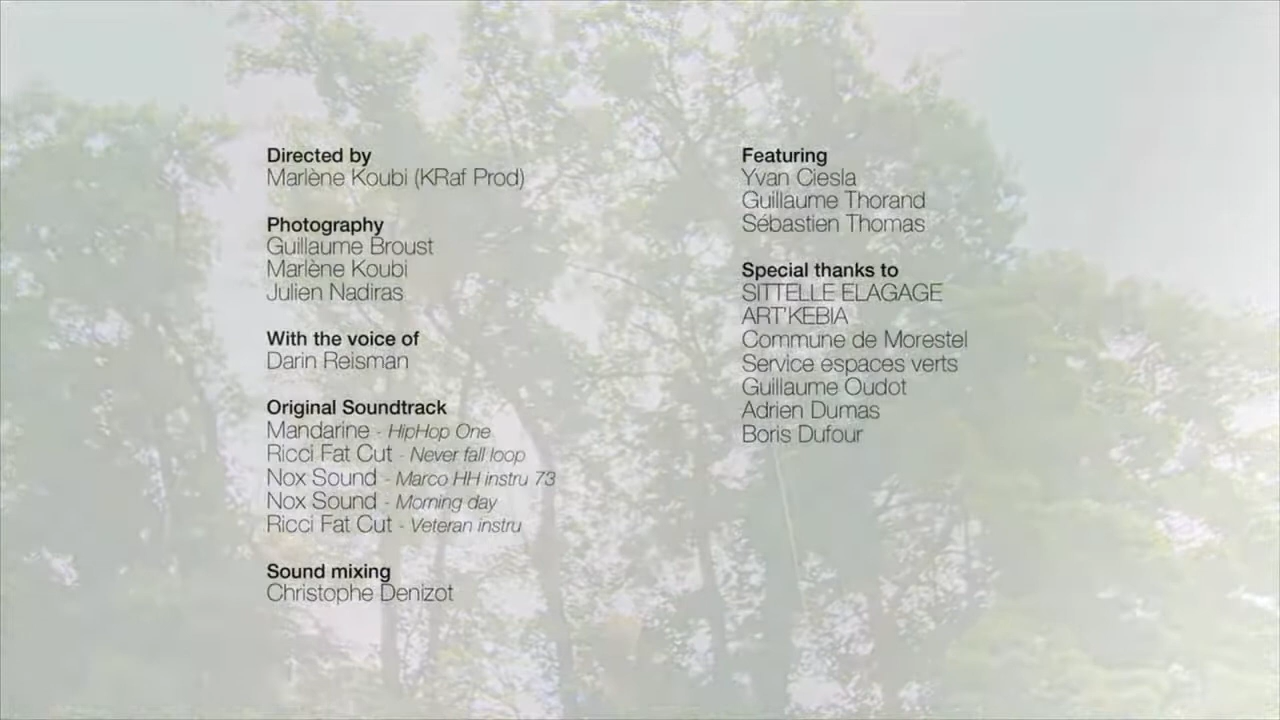 Directed by
Marlène Koubi (KRaf Prod)
Photography
Guillaume Broust
Marlène Koubi
Julien Nadiras
With the voice of
Darin Reisman
Original Soundtrack
Mandarine - HipHop One
Ricci Fat Cut - Never fall loop
Nox Sound - Marco HH instru 73
Nox Sound - Morning day
Ricci Fat Cut - Veteran instru
Sound mixing
Christophe Denizot
Featuring
Yvan Ciesla
Guillaume Thorand
Sébastien Thomas
Special thanks to
SITTELLE ELAGAGE
ART'KEBIA
Commune de Morestel
Service espaces verts
Guillaume Oudot
Adrien Dumas
Boris Dufour